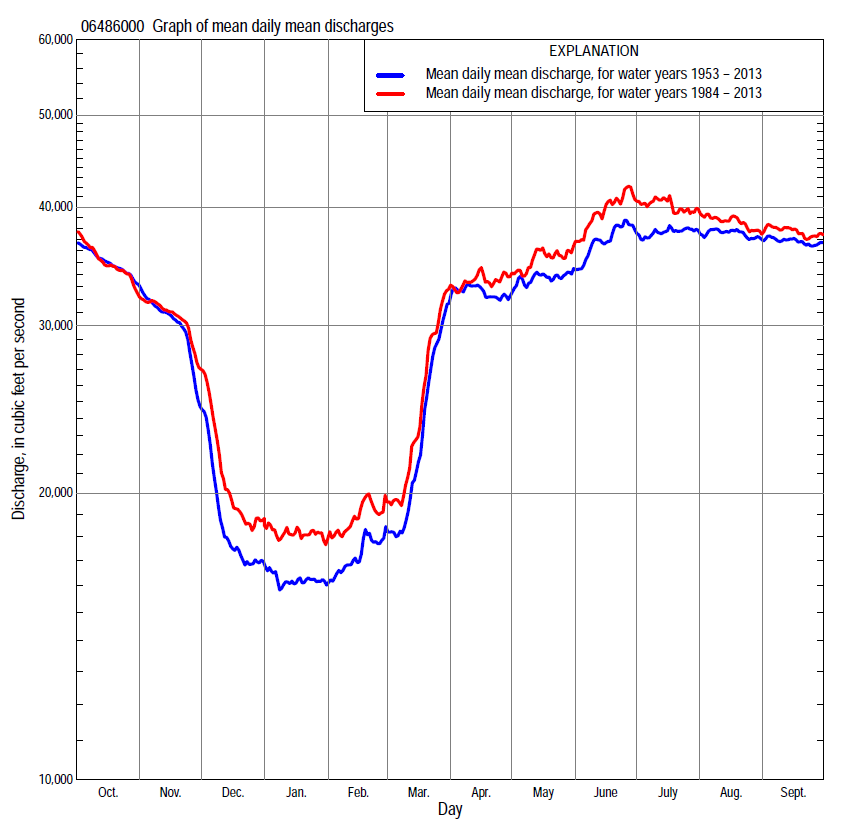 06486000 Graph of mean daily mean discharges
EXPLANATION
Mean daily mean discharge, for water years 1953 – 2013
Mean daily mean discharge, for water years 1984 – 2013
60,000
50,000
40,000
30,000
20,000
10,000
Discharge, in cubic feet per second
Oct. Nov. Dec. Jan. Feb. Mar. Apr. May June July Aug. Sept.
Day